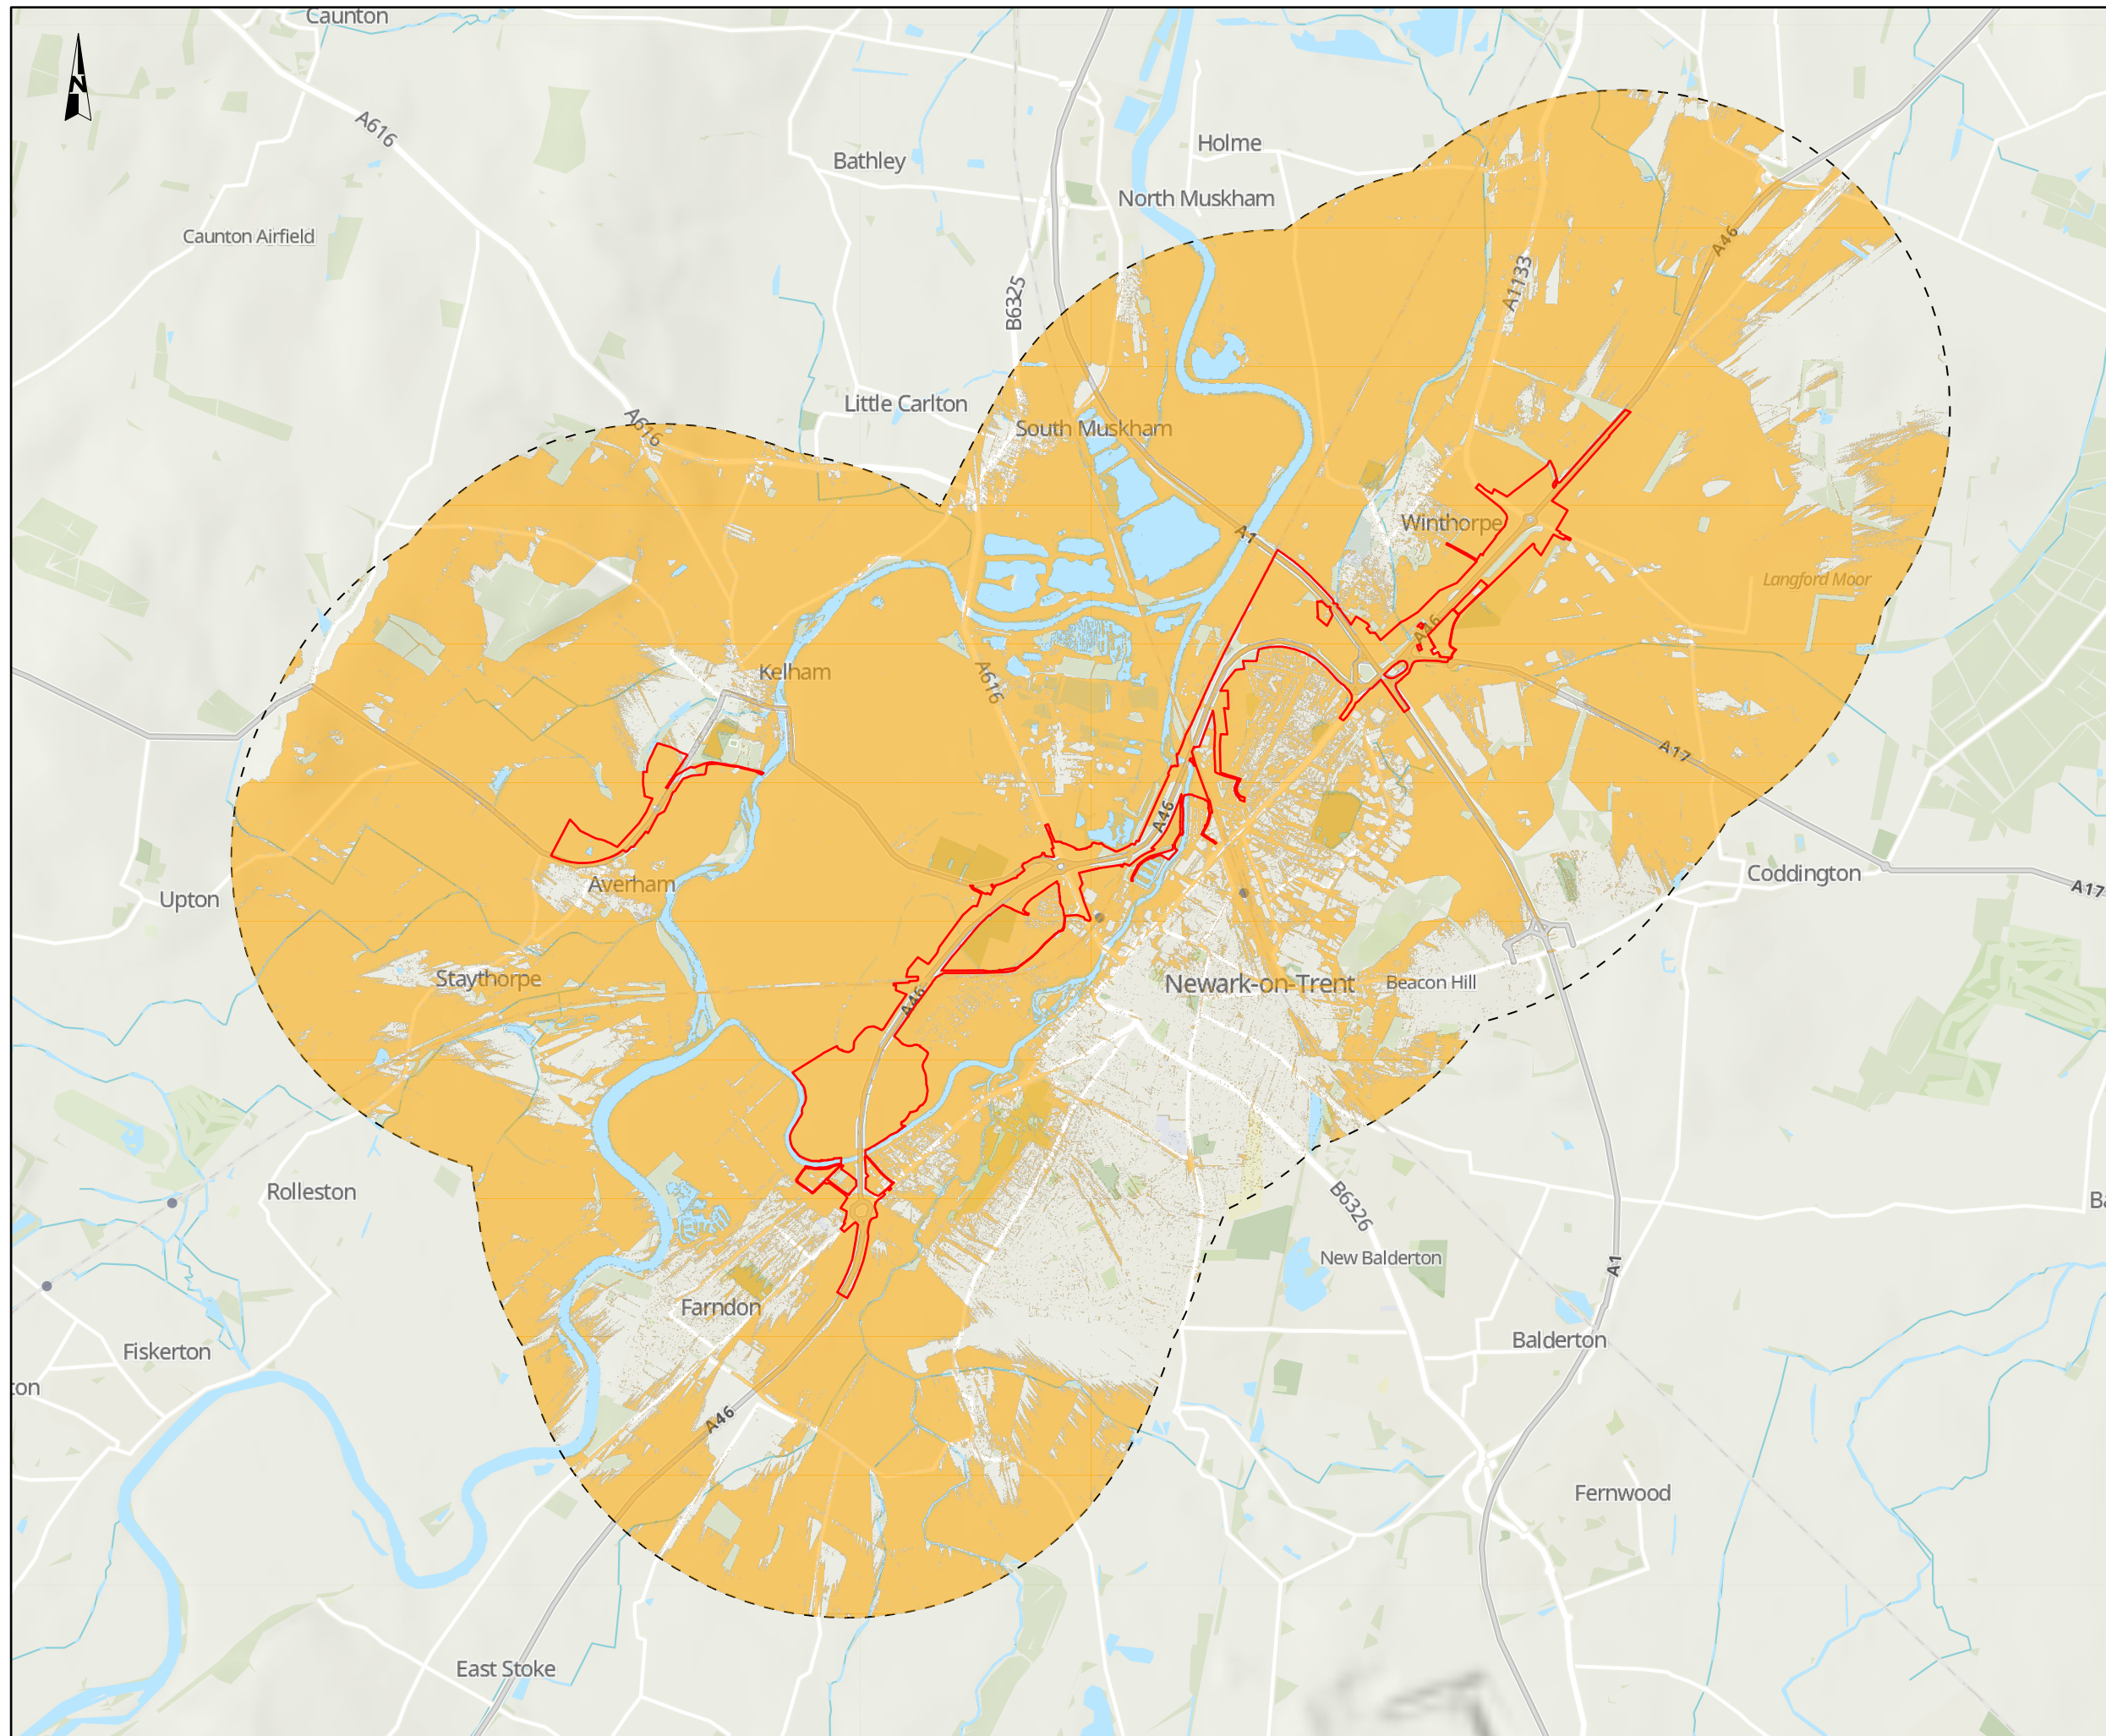 Caunton
N
A616
Bathley
Holme
North Muskham
Caunton Airfield
A46
A1133
B6325
Little Carlton
A616
South Muskham
Winthorpe
A1
Langford Moor
A46
Kelham
A616
A17
A46
Coddington
A17
Upton
Averham
Staythorpe
A46
Newark-on-Trent
Beacon Hill
Rolleston
B6326
New Balderton
A1
Ba
Farndon
Balderton
Fiskerton
ton
A46
Fernwood
East Stoke